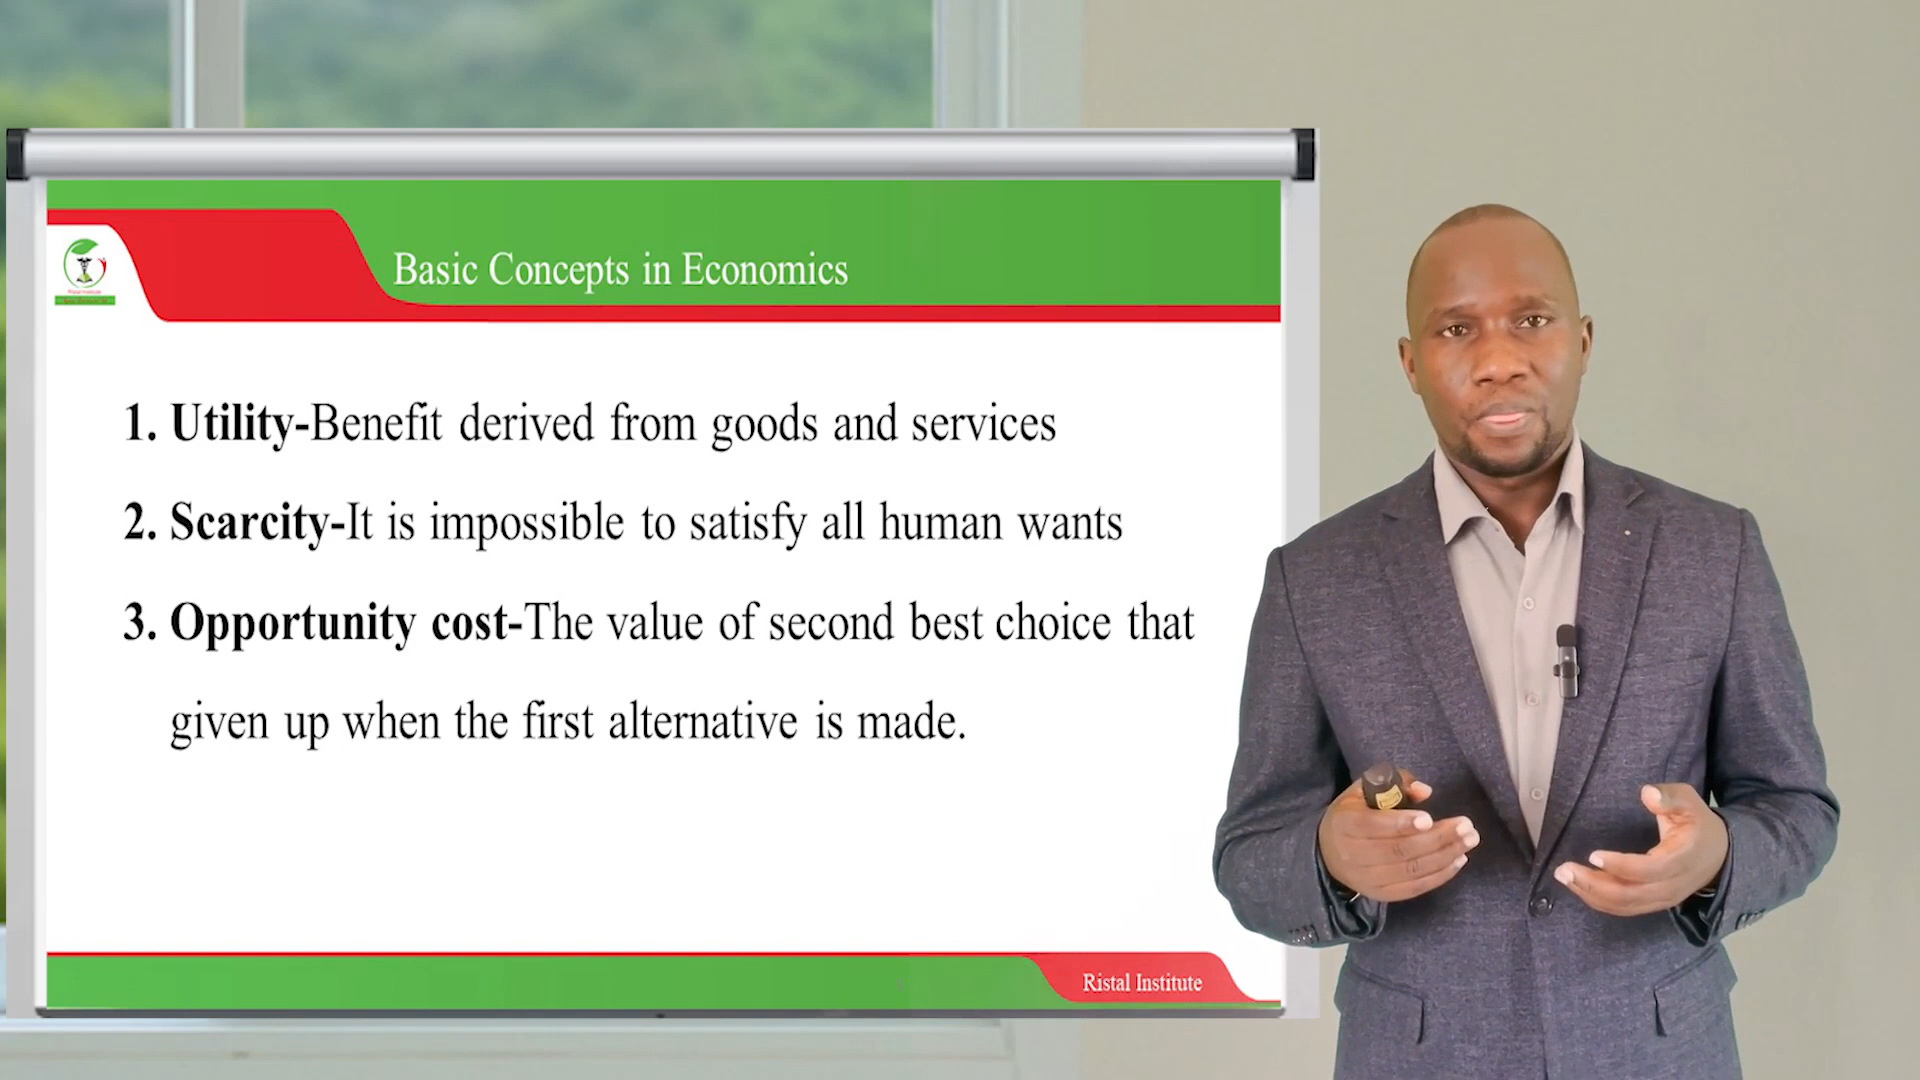 Basic Concepts in Economics
1. Utility-Benefit derived from goods and services
2. Scarcity-It is impossible to satisfy all human wants
3. Opportunity cost-The value of second best choice that
given up when the first alternative is made.
Ristal Institute